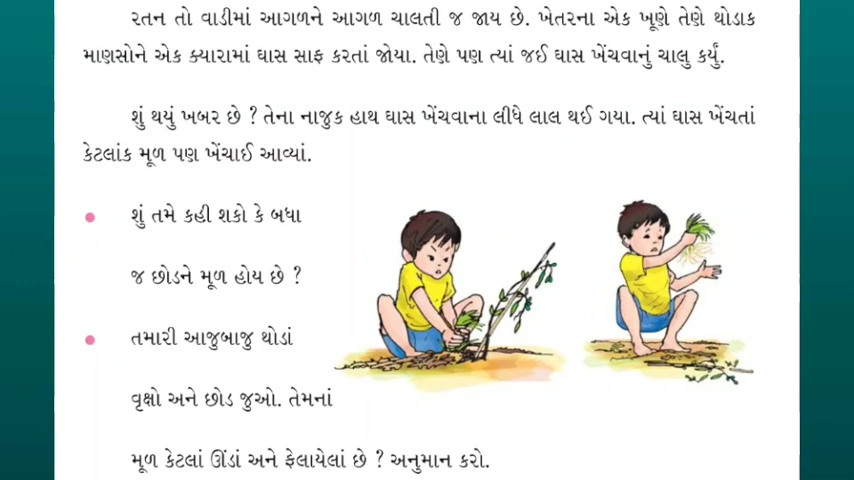 રતન તો વાડીમાં આગળને આગળ ચાલતી જ જાય છે. ખેતરના એક ખૂણે તેણે થોડાક
માણસોને એક ક્યારામાં ઘાસ સાફ કરતાં જોયા. તેણે પણ ત્યાં જઈ ઘાસ ખેંચવાનું ચાલુ કર્યું.
શું થયું ખબર છે ? તેના નાજુક હાથ ઘાસ ખેંચવાના લીધે લાલ થઈ ગયા. ત્યાં ઘાસ ખેંચતાં
કેટલાંક મૂળ પણ ખેંચાઈ આવ્યાં.
શું તમે કહી શકો કે બધા
જ છોડને મૂળ હોય છે ?
તમારી આજુબાજુ થોડાં
વૃક્ષો અને છોડ જુઓ. તેમનાં
મૂળ કેટલાં ઊંડાં અને ફેલાયેલાં છે ? અનુમાન કરો.